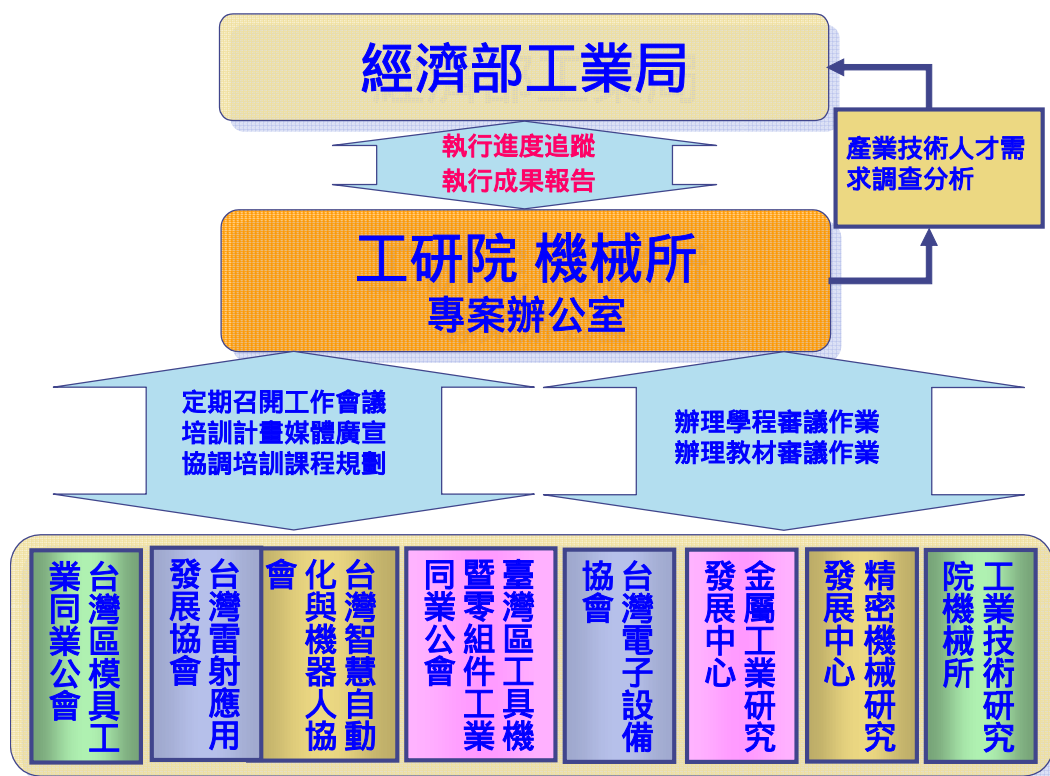 經濟部工業局
執行進度追蹤
執行成果報告
產業技術人才需
求調查分析
工研院 機械所
專案辦公室
定期召開工作會議
培訓計畫媒體廣宣
協調培訓課程規劃
辦理學程審議作業
辦理教材審議作業
台灣區模具工
業同業公會
台灣雷射應用
發展協會
台灣智慧自動
化與機器人協
會
臺灣區工具機
暨零組件工業
同業公會
台灣電子設備
協會
金屬工業研究
發展中心
精密機械研究
發展中心
工業技術研究
院機械所